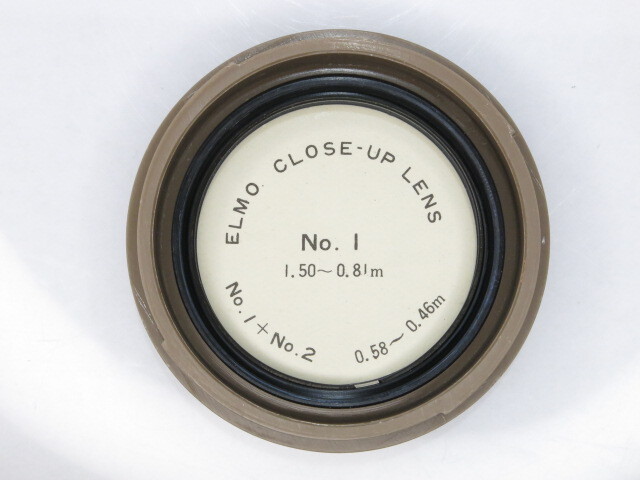 ELMO CLOSE-UP LENS
No. 1
1.50~0.81m
No.1+No.2 0.58~0.46m